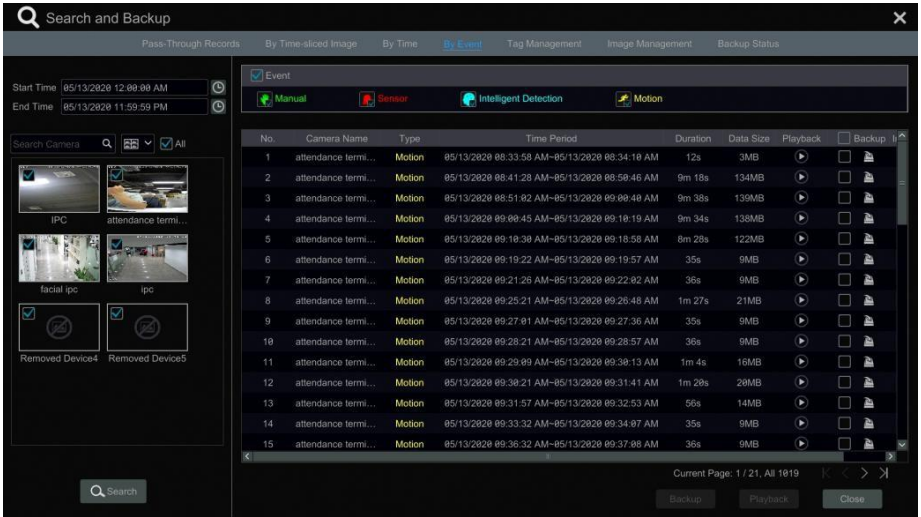 Search and Backup
Pass-Through Records By Time-sliced Image By Time By Event Tag Management Image Management Backup Status
Start Time 05/13/2020 12:00:00 AM
End Time 05/13/2020 11:59:59 PM
Search Camera All
IPC attendance termi...
facial ipc ipc
Removed Device4 Removed Device5
Search
Event
Manual Sensor Intelligent Detection Motion
No. Camera Name Type Time Period Duration Data Size Playback Backup
1 attendance termi... Motion 05/13/2020 08:33:58 AM~05/13/2020 08:34:10 AM 12s 3MB
2 attendance termi... Motion 05/13/2020 08:41:28 AM~05/13/2020 08:50:46 AM 9m 18s 134MB
3 attendance termi... Motion 05/13/2020 08:51:02 AM~05/13/2020 09:00:40 AM 9m 38s 139MB
4 attendance termi... Motion 05/13/2020 09:00:45 AM~05/13/2020 09:10:19 AM 9m 34s 138MB
5 attendance termi... Motion 05/13/2020 09:10:30 AM~05/13/2020 09:18:58 AM 8m 28s 122MB
6 attendance termi... Motion 05/13/2020 09:19:22 AM~05/13/2020 09:19:57 AM 35s 9MB
7 attendance termi... Motion 05/13/2020 09:21:26 AM~05/13/2020 09:22:02 AM 36s 9MB
8 attendance termi... Motion 05/13/2020 09:25:21 AM~05/13/2020 09:26:48 AM 1m 27s 21MB
9 attendance termi... Motion 05/13/2020 09:27:01 AM~05/13/2020 09:27:36 AM 35s 9MB
10 attendance termi... Motion 05/13/2020 09:28:21 AM~05/13/2020 09:28:57 AM 36s 9MB
11 attendance termi... Motion 05/13/2020 09:29:09 AM~05/13/2020 09:30:13 AM 1m 4s 16MB
12 attendance termi... Motion 05/13/2020 09:30:21 AM~05/13/2020 09:31:41 AM 1m 20s 20MB
13 attendance termi... Motion 05/13/2020 09:31:57 AM~05/13/2020 09:32:53 AM 56s 14MB
14 attendance termi... Motion 05/13/2020 09:33:32 AM~05/13/2020 09:34:07 AM 35s 9MB
15 attendance termi... Motion 05/13/2020 09:36:32 AM~05/13/2020 09:37:08 AM 36s 9MB
Current Page: 1 / 21, All 1019
Backup Playback Close